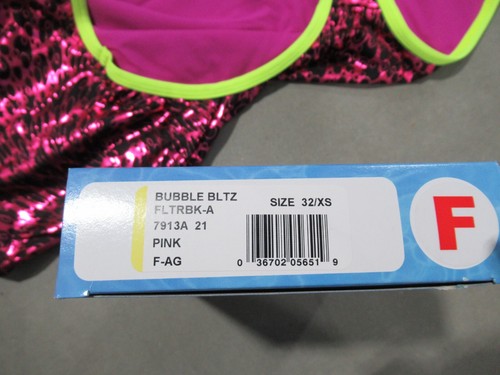 BUBBLE BLTZ
FLTRBK-A
7913A 21
PINK
F-AG
SIZE 32/XS
0 36702 05651 9
F